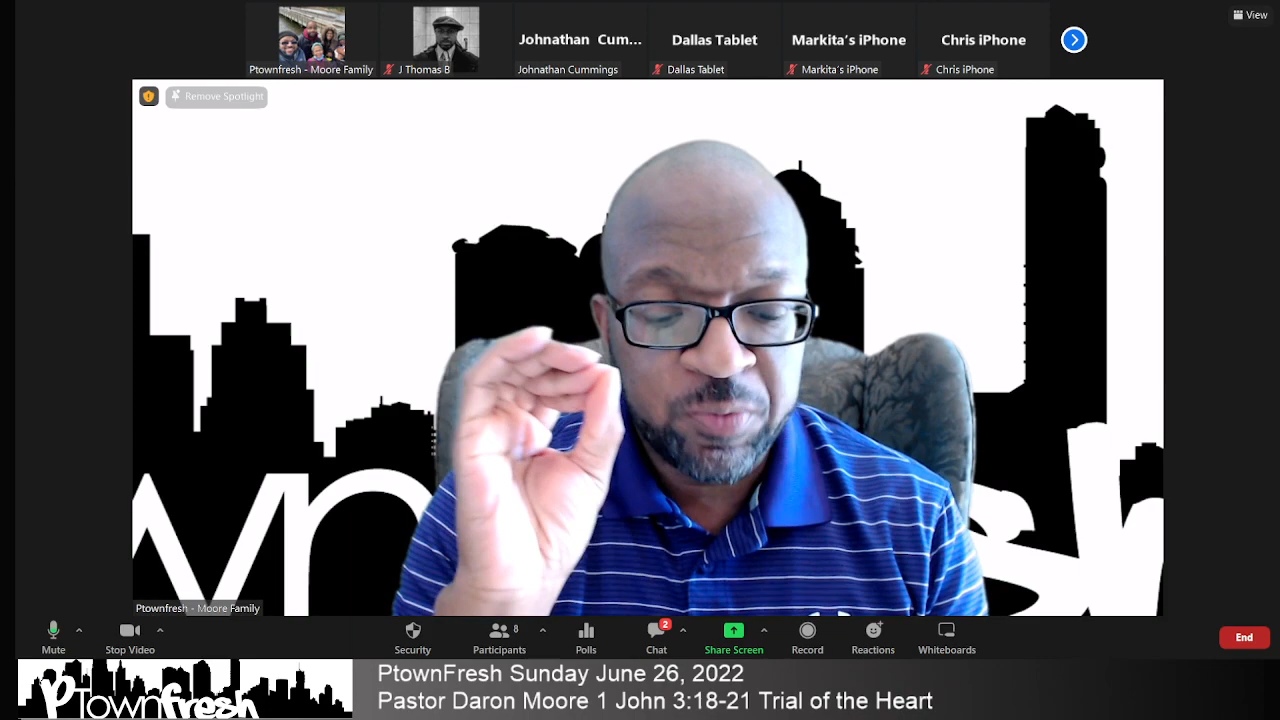 View
Johnathan Cum...
Dallas Tablet
Markita's iPhone
Chris iPhone
Ptownfresh - Moore Family
J Thomas B
Johnathan Cummings
Dallas Tablet
Markita's iPhone
Chris iPhone
Remove Spotlight
Ptownfresh - Moore Family
8
2
Mute
Stop Video
Security
Participants
Polls
Chat
Share Screen
Record
Reactions
Whiteboards
End
PTownfresh
PtownFresh Sunday June 26, 2022
Pastor Daron Moore 1 John 3:18-21 Trial of the Heart